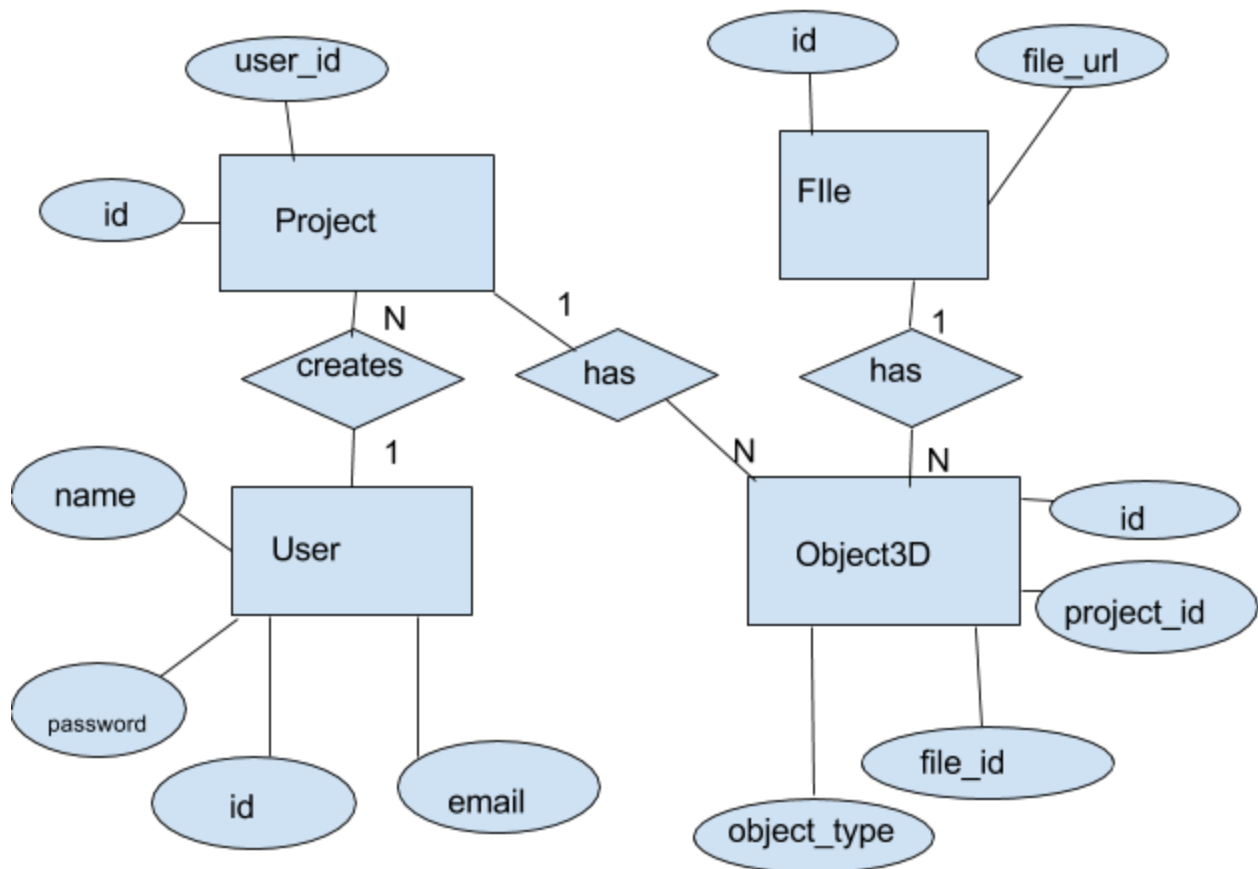 user_id
id
file_url
id
Project
FIle
N
1
1
creates
has
has
1
N
N
name
User
Object3D
id
project_id
password
id
email
file_id
object_type